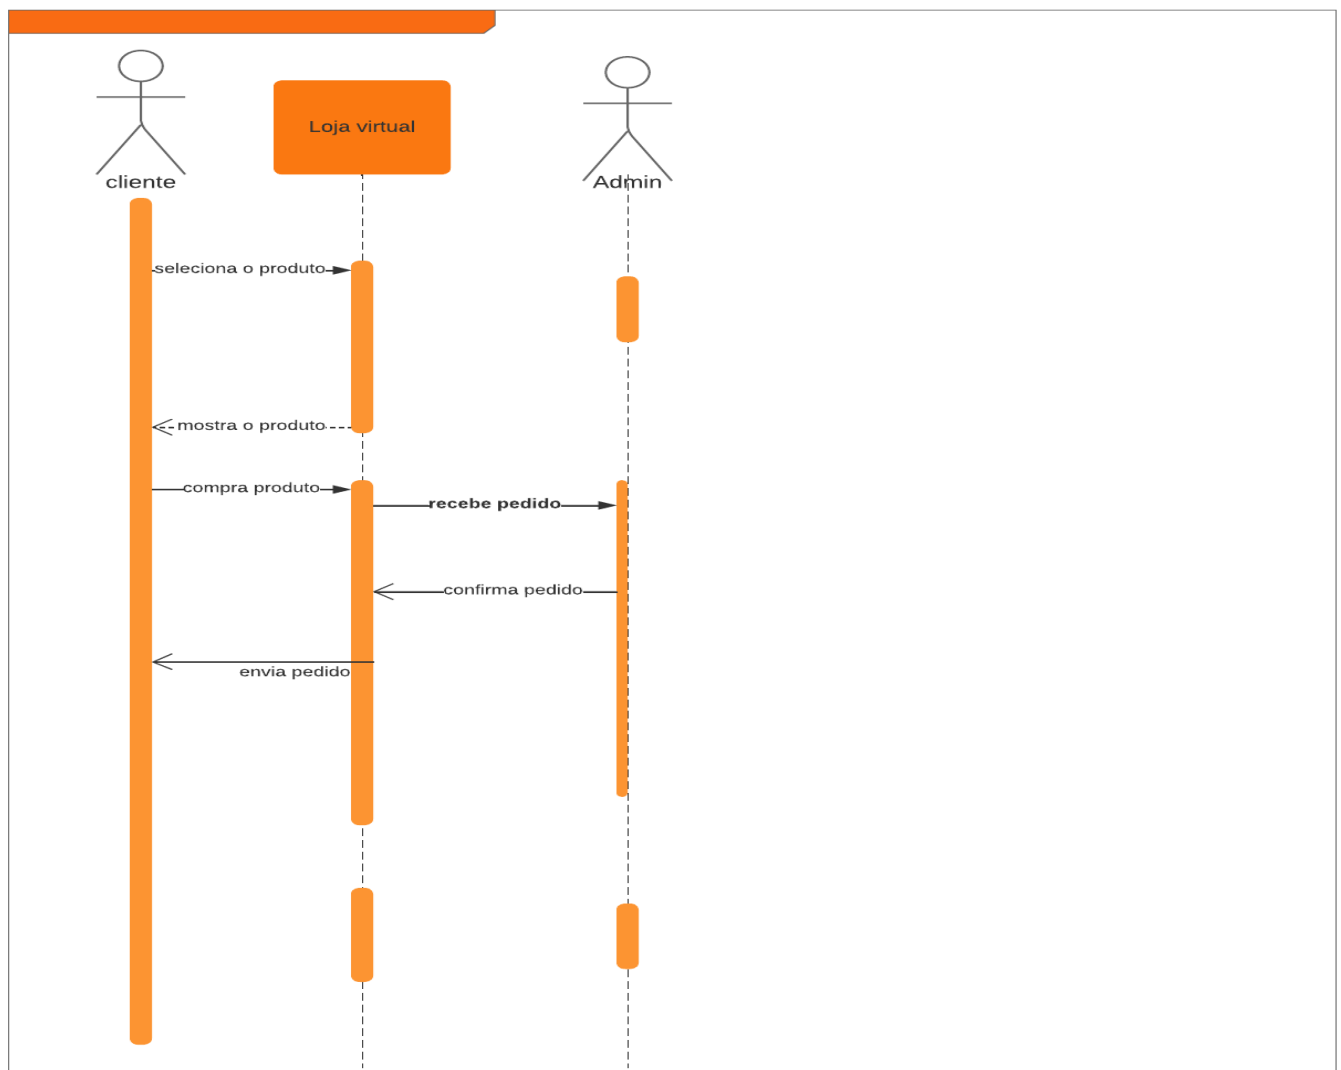 Loja virtual
cliente
Admin
seleciona o produto
mostra o produto
compra produto
recebe pedido
confirma pedido
envia pedido